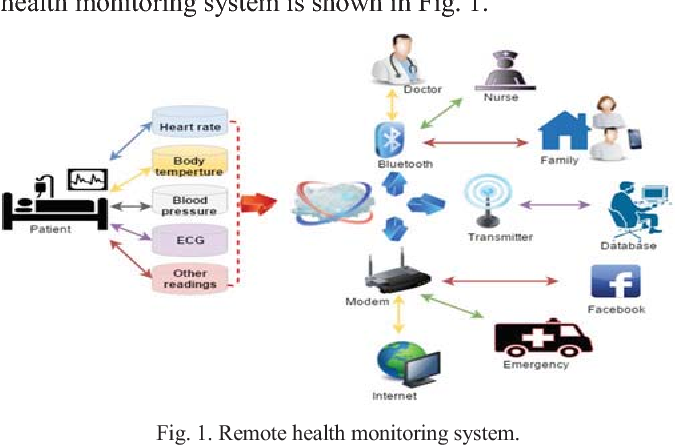 health monitoring system is shown in Fig. 1.
Doctor
Nurse
Heart rate
Bluetooth
Family
Body
temperture
Blood
pressure
Patient
ECG
Transmitter
Database
Other
readings
Modem
Facebook
Emergency
Internet
Fig. 1. Remote health monitoring system.